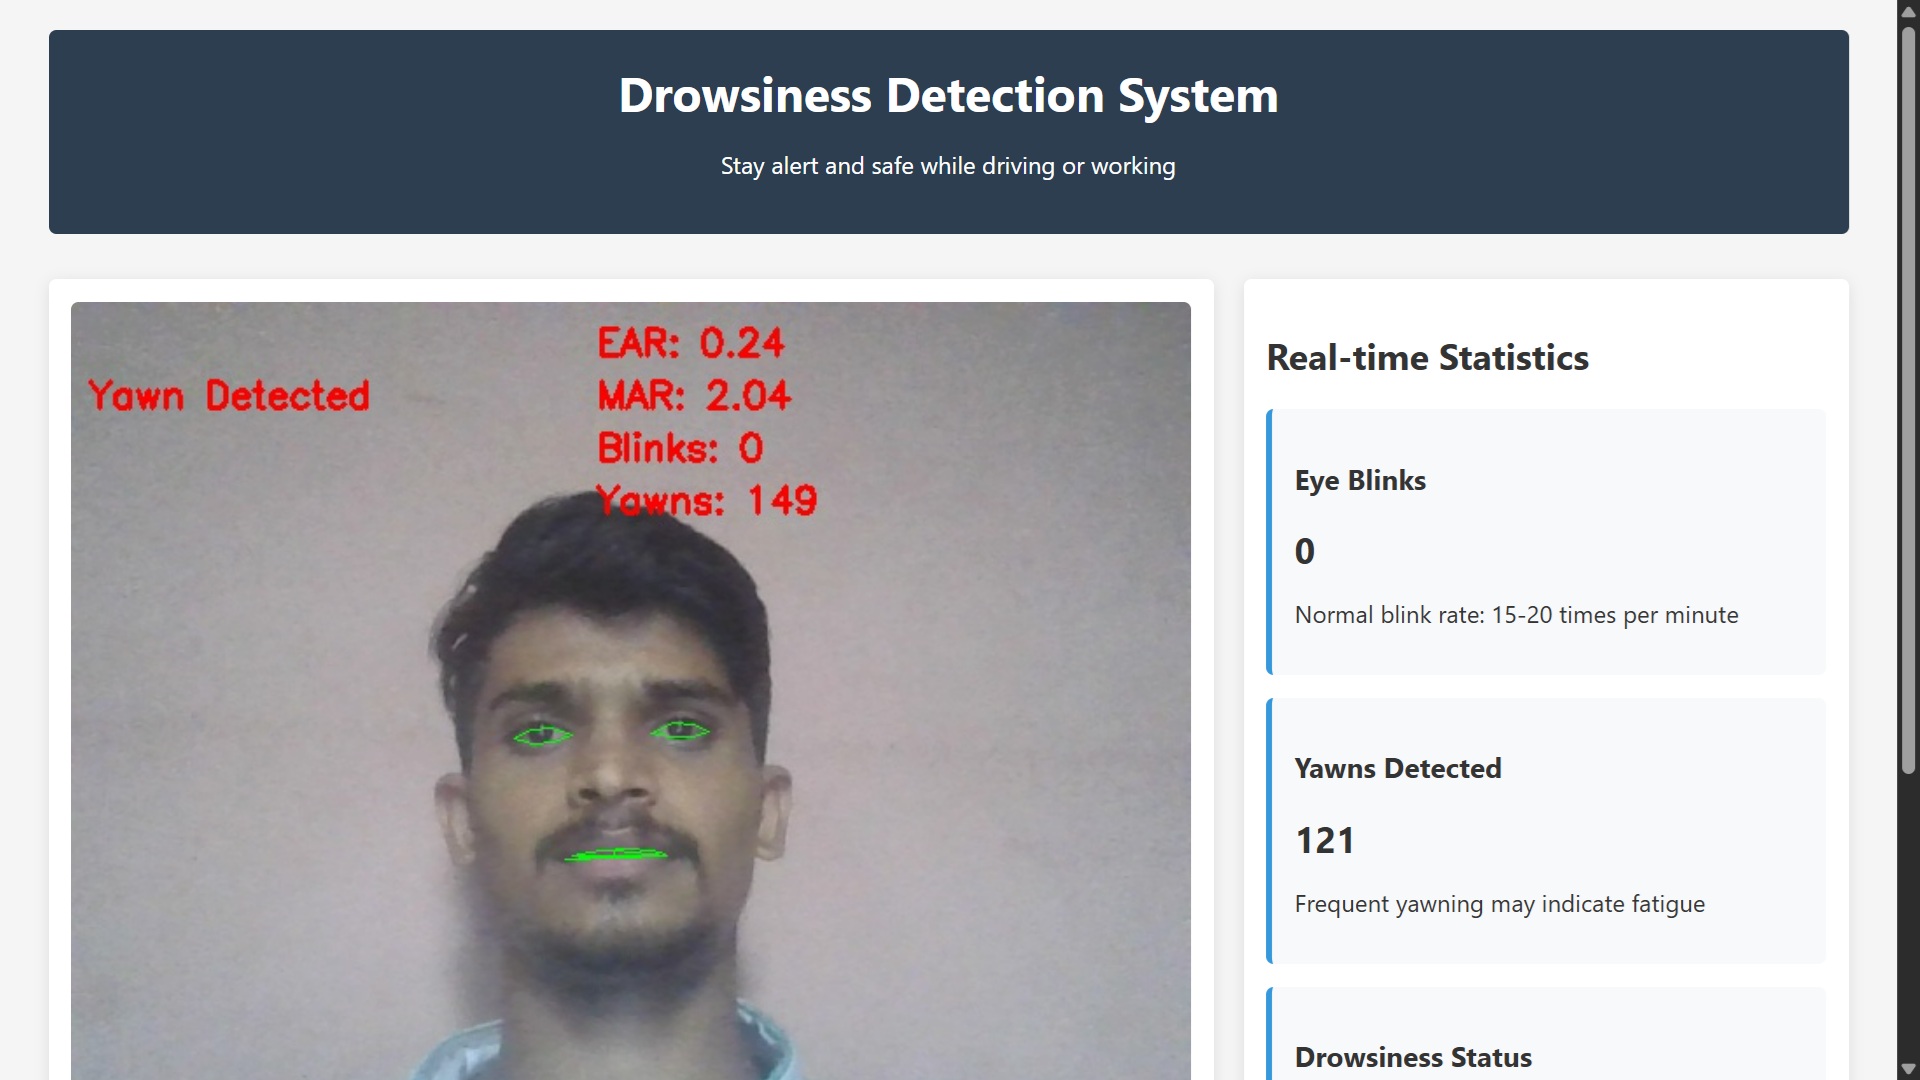 Drowsiness Detection System
Stay alert and safe while driving or working
EAR: 0.24
Yawn Detected
MAR: 2.04
Blinks: 0
Yawns: 149
Real-time Statistics
Eye Blinks
0
Normal blink rate: 15-20 times per minute
Yawns Detected
121
Frequent yawning may indicate fatigue
Drowsiness Status